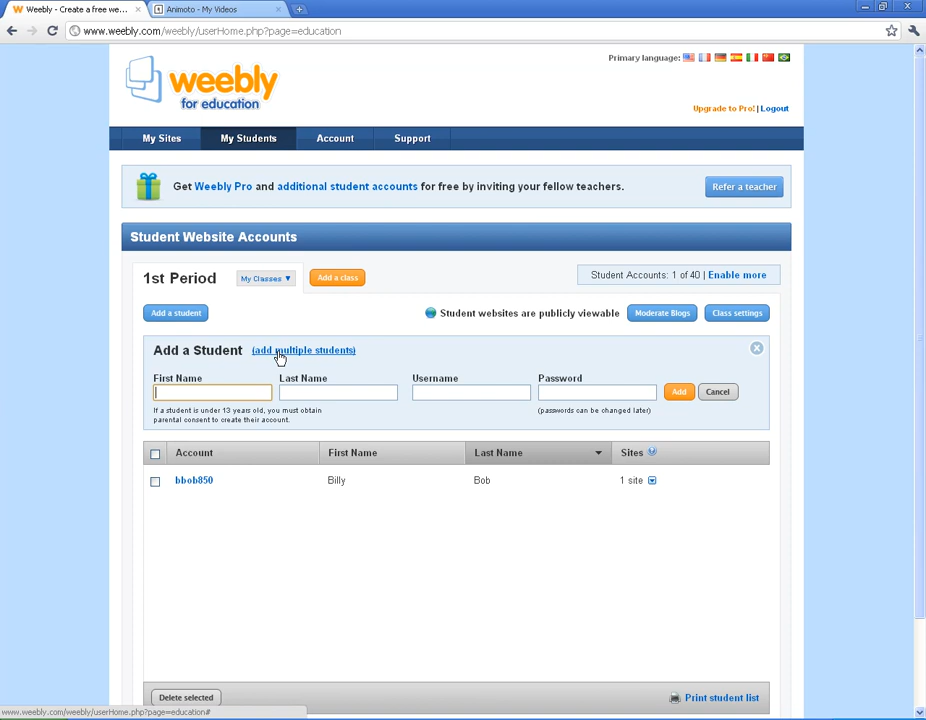 Weebly - Create a free we...
Animoto - My Videos
www.weebly.com/weebly/userHome.php?page=education
Primary language:
weebly
for education
Upgrade to Pro! | Logout
My Sites
My Students
Account
Support
Get Weebly Pro and additional student accounts for free by inviting your fellow teachers.
Refer a teacher
Student Website Accounts
1st Period
My Classes
Add a class
Student Accounts: 1 of 40 | Enable more
Add a student
Student websites are publicly viewable
Moderate Blogs
Class settings
Add a Student (add multiple students)
First Name
Last Name
Username
Password
Add
Cancel
If a student is under 13 years old, you must obtain
parental consent to create their account.
(passwords can be changed later)
Account
First Name
Last Name
Sites
bbob850
Billy
Bob
1 site
Delete selected
Print student list
www.weebly.com/weebly/userHome.php?page=education#